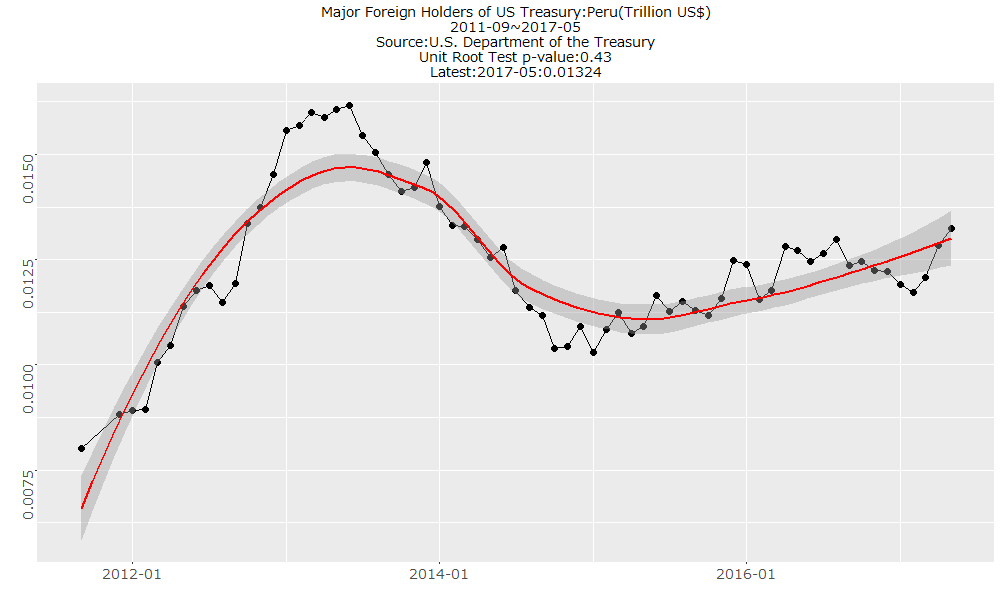 Major Foreign Holders of US Treasury:Peru(Trillion US$)
2011-09~2017-05
Source:U.S. Department of the Treasury
Unit Root Test p-value:0.43
Latest:2017-05:0.01324
0.0150
0.0125
0.0100
0.0075
2012-01
2014-01
2016-01